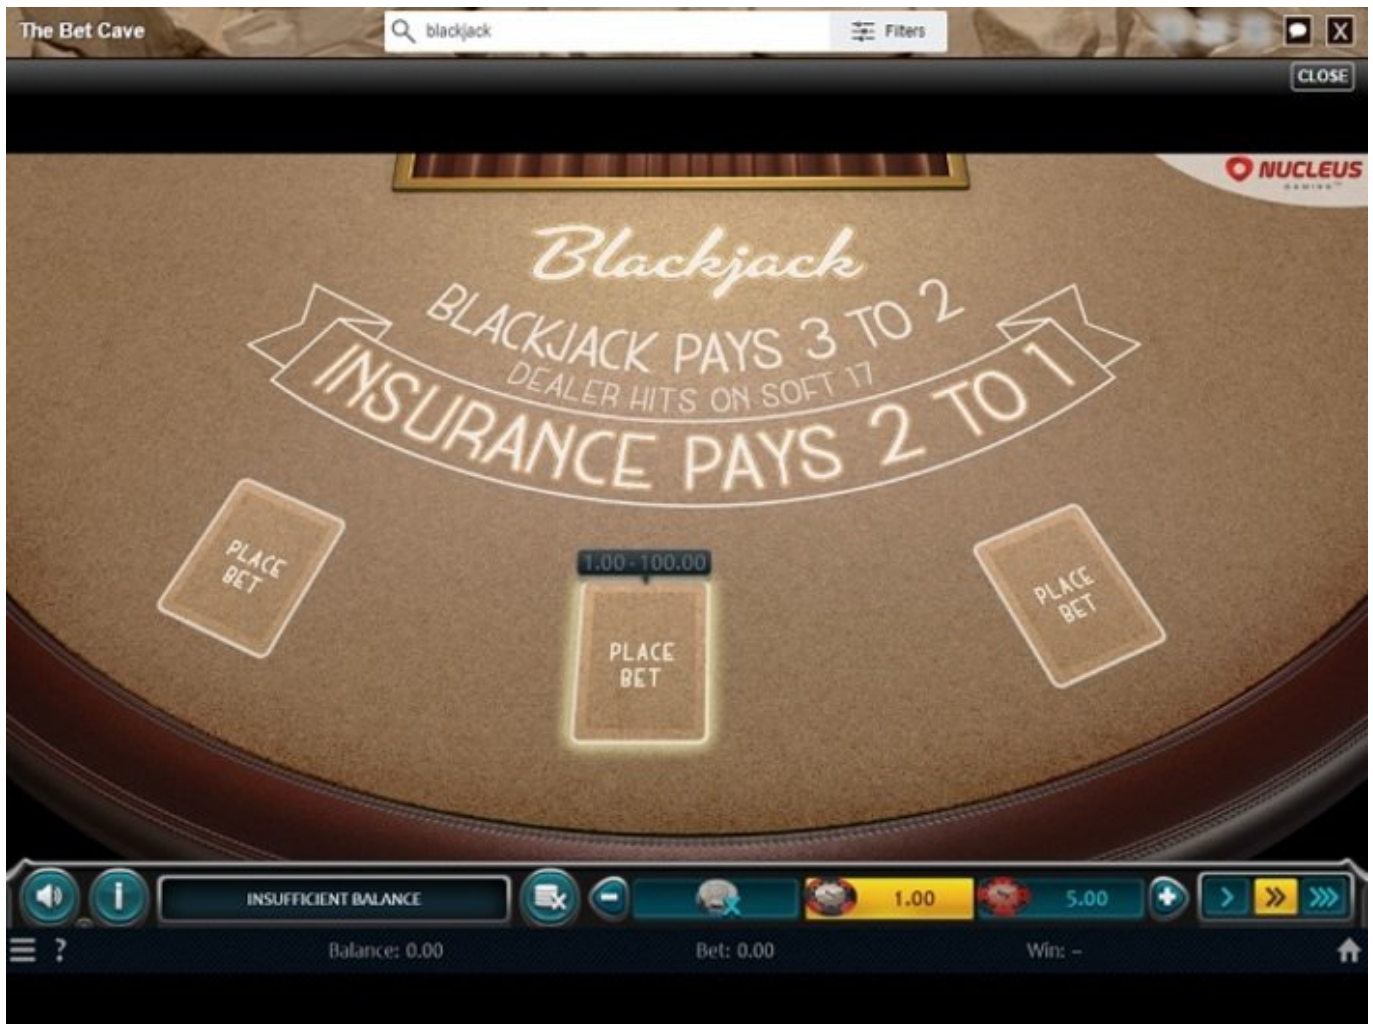 The Bet Cave
blackjack
Filters
X
CLOSE
NUCLEUS
GAMING™
Blackjack
BLACKJACK PAYS 3 TO 2
DEALER HITS ON SOFT 17
INSURANCE PAYS 2 TO 1
PLACE
BET
1.00 - 100.00
PLACE
BET
PLACE
BET
i
INSUFFICIENT BALANCE
1.00
5.00
?
Balance: 0.00
Bet: 0.00
Win: –